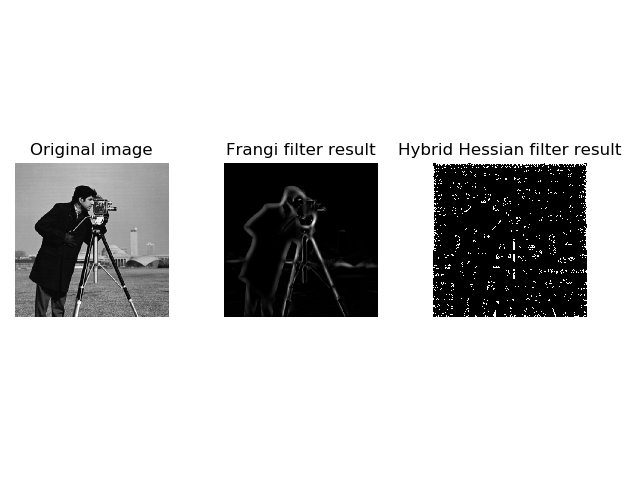 Original image
Frangi filter result
Hybrid Hessian filter result